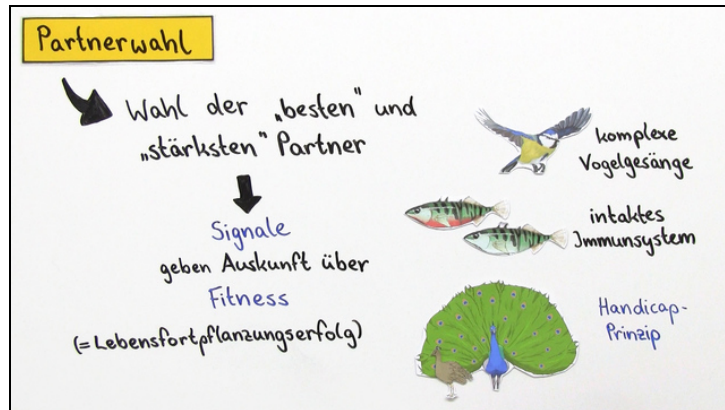 Partnerwahl
Wahl der „besten" und
„stärksten" Partner
Signale
geben Auskunft über
Fitness
(= Lebensfortpflanzungserfolg)
komplexe
Vogelgesänge
intaktes
Immunsystem
Handicap-
Prinzip